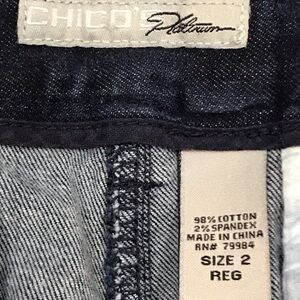 CHICO'S Platinum
98% COTTON
2% SPANDEX
MADE IN CHINA
RN# 79984
SIZE 2
REG